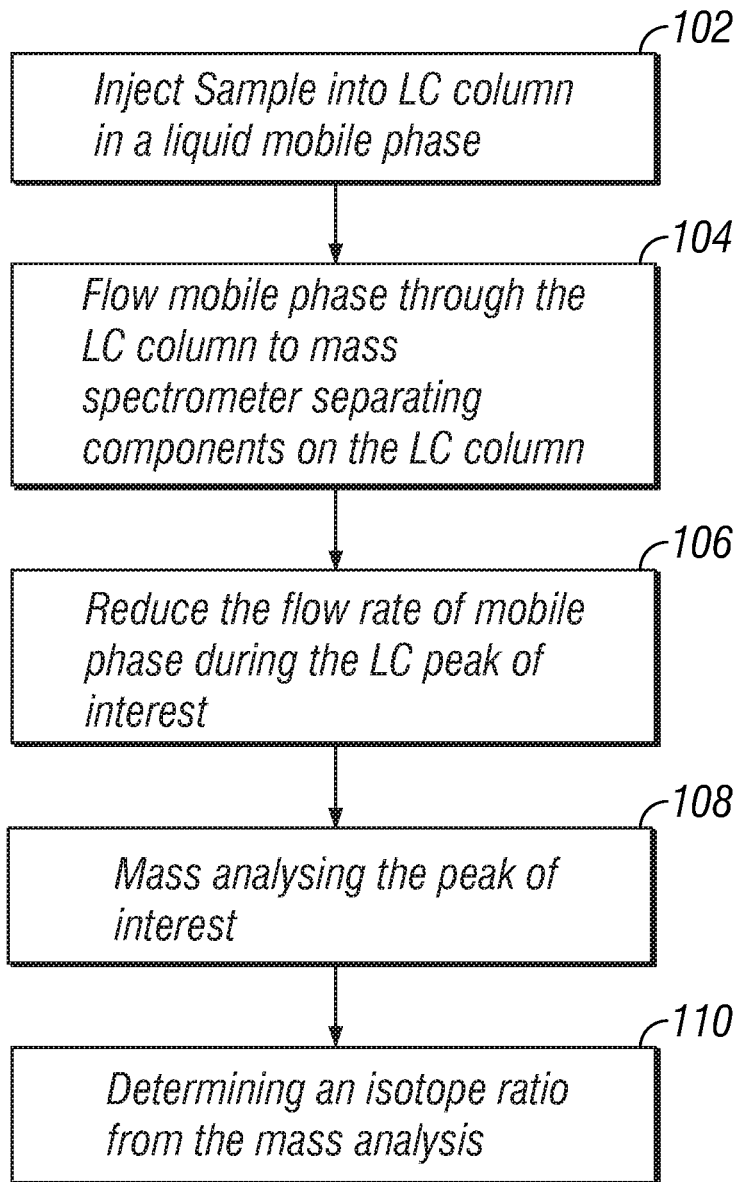 102
Inject Sample into LC column
in a liquid mobile phase
104
Flow mobile phase through the
LC column to mass
spectrometer separating
components on the LC column
106
Reduce the flow rate of mobile
phase during the LC peak of
interest
108
Mass analysing the peak of
interest
110
Determining an isotope ratio
from the mass analysis